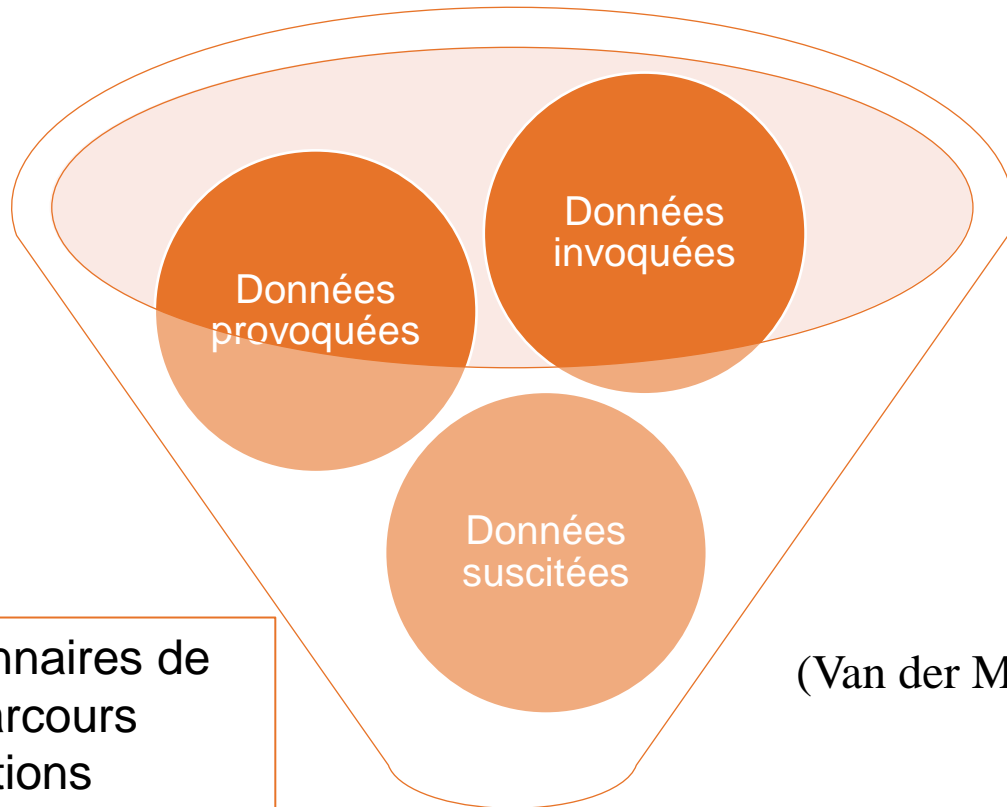 Données
invoquées
Données
provoquées
Données
suscitées
nnaires de
arcours
tions
(Van der M